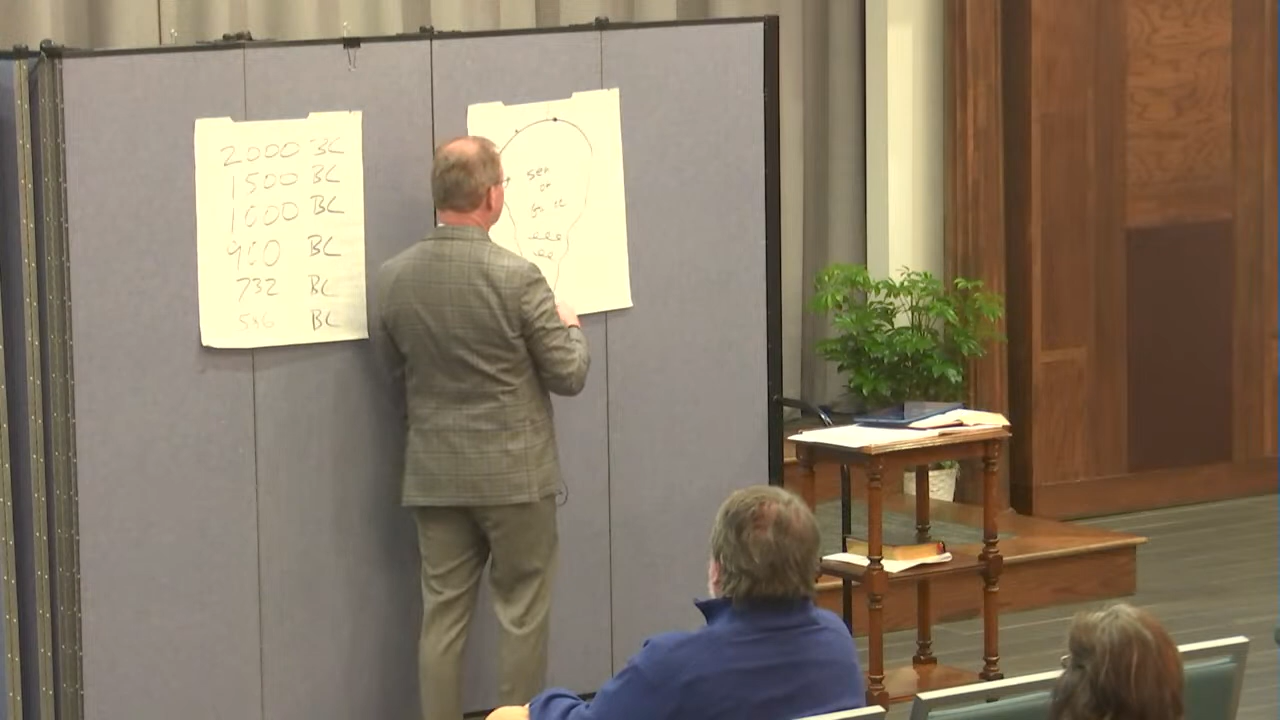 2000 BC
1500 BC
1000 BC
900 BC
732 BC
586 BC
Sea
of